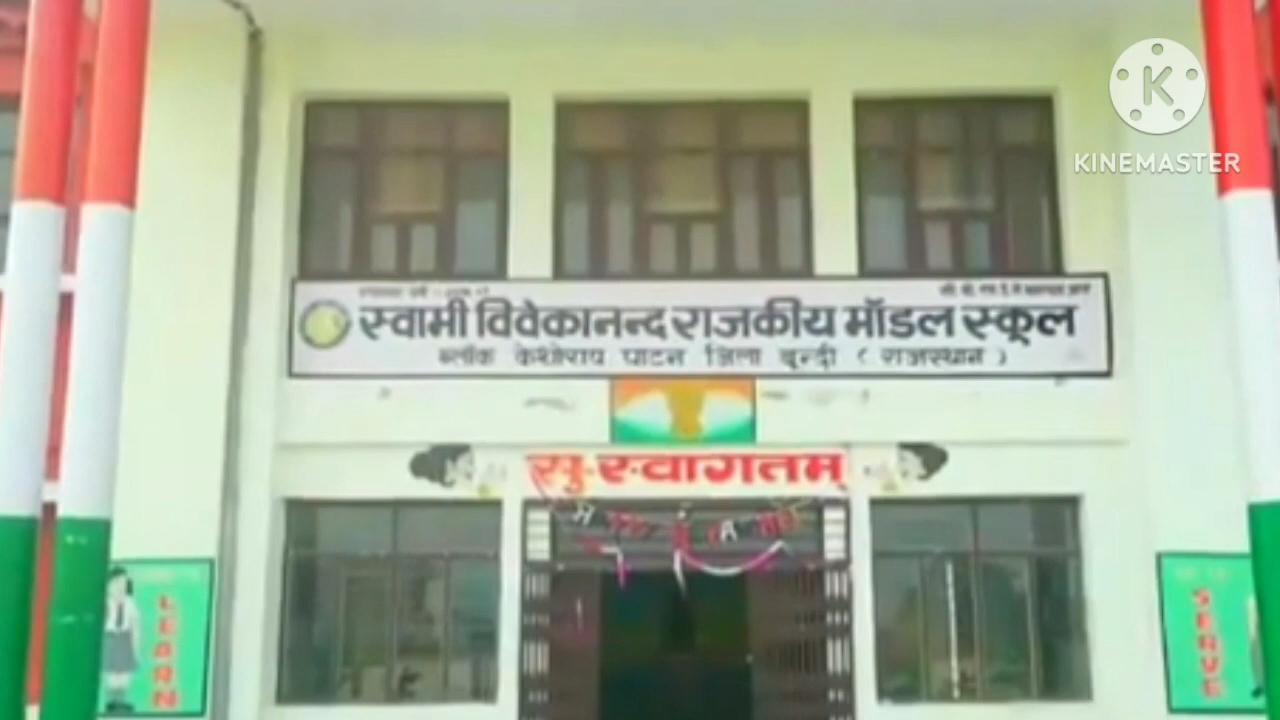 KINEMASTER
स्वामी विवेकानन्द राजकीय मॉडल स्कूल
ब्लॉक केशोराय पाटन जिला बून्दी ( राजस्थान )
सु-स्वागतम्
LEARN
SERVE